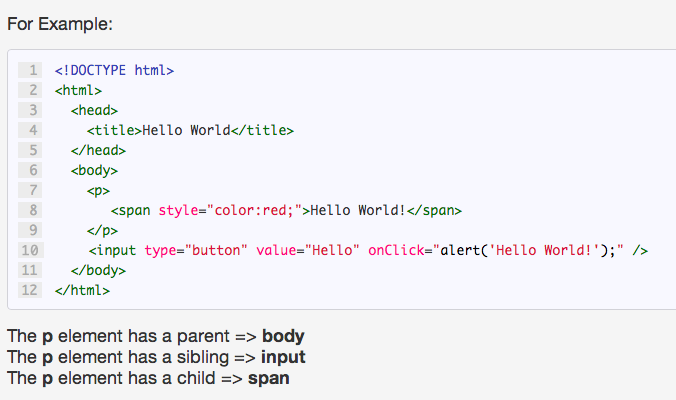 For Example:
1 <!DOCTYPE html>
2 <html>
3 <head>
4 <title>Hello World</title>
5 </head>
6 <body>
7 <p>
8 <span style="color:red;">Hello World!</span>
9 </p>
10 <input type="button" value="Hello" onClick="alert('Hello World!');" />
11 </body>
12 </html>
The p element has a parent => body
The p element has a sibling => input
The p element has a child => span